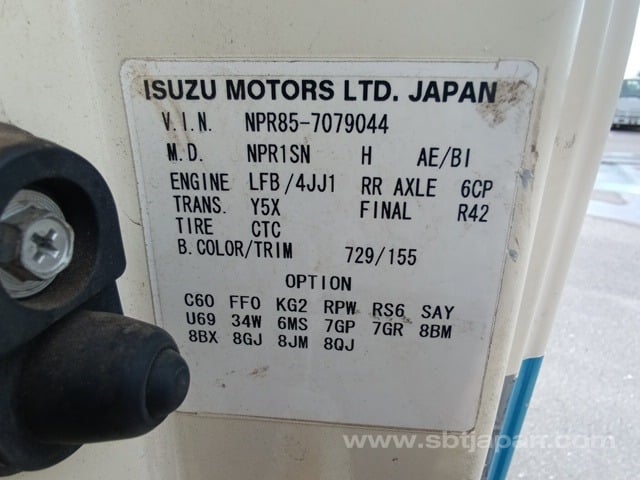 ISUZU MOTORS LTD. JAPAN
V.I.N. NPR85-7079044
M.D. NPR1SN H AE/BI
ENGINE LFB/4JJ1 RR AXLE 6CP
TRANS. Y5X FINAL R42
TIRE CTC
B.COLOR/TRIM 729/155
OPTION
C60 FF0 KG2 RPW RS6 SAY
U69 34W 6MS 7GP 7GR 8BM
8BX 8GJ 8JM 8QJ
www.sbtjapan.com